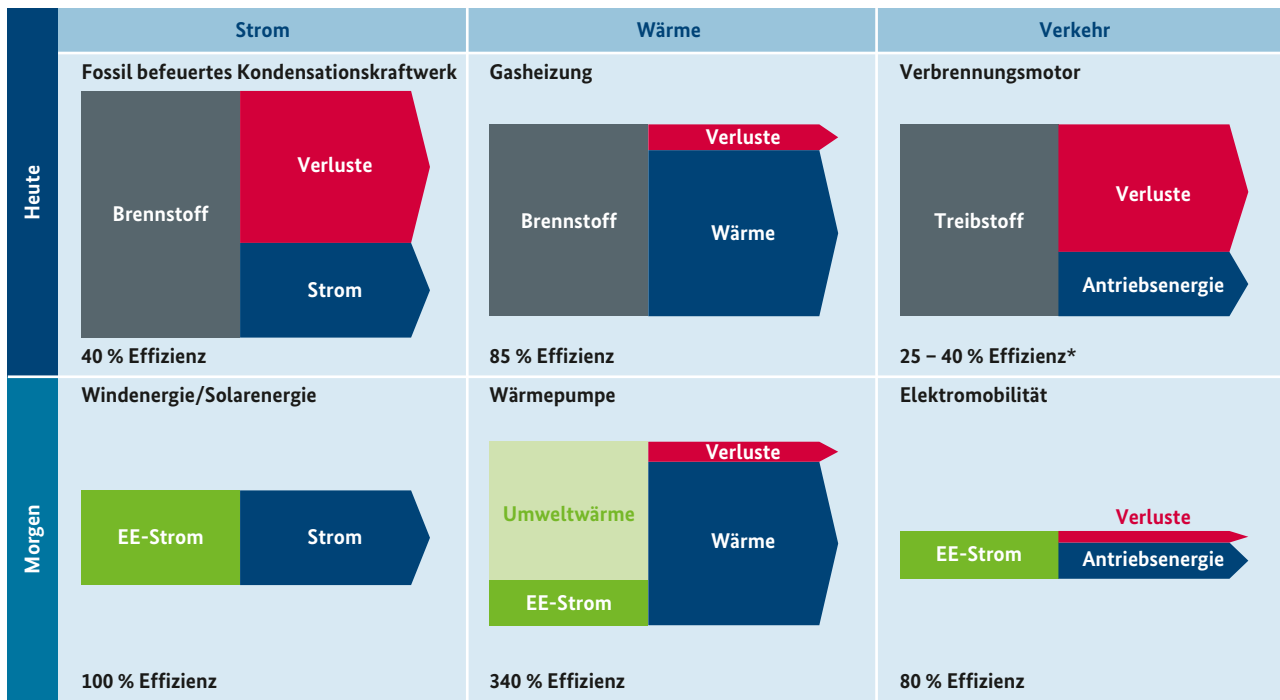 Strom
Wärme
Verkehr
Heute
Fossil befeuertes Kondensationskraftwerk
Brennstoff
Verluste
Strom
40 % Effizienz
Gasheizung
Brennstoff
Verluste
Wärme
85 % Effizienz
Verbrennungsmotor
Treibstoff
Verluste
Antriebsenergie
25 – 40 % Effizienz*
Morgen
Windenergie/Solarenergie
EE-Strom
Strom
100 % Effizienz
Wärmepumpe
Umweltwärme
EE-Strom
Verluste
Wärme
340 % Effizienz
Elektromobilität
EE-Strom
Verluste
Antriebsenergie
80 % Effizienz